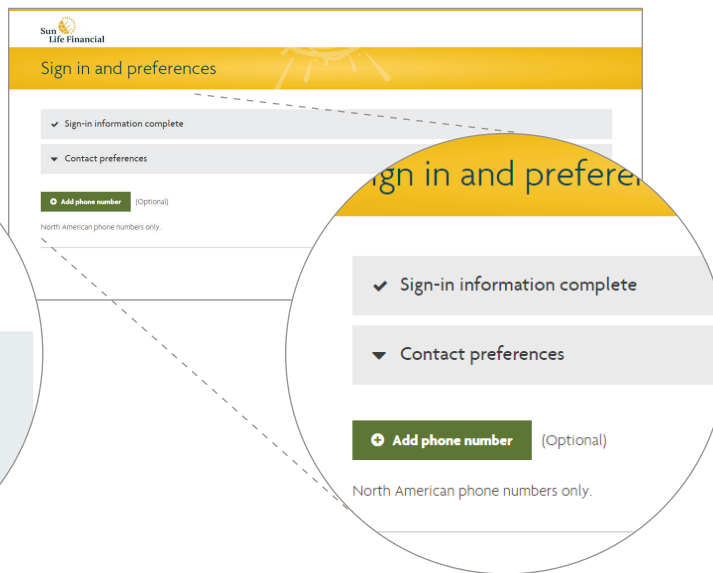 Sun
Life Financial
Sign in and preferences
Sign-in information complete
Contact preferences
Add phone number (Optional)
North American phone numbers only.
ign in and prefere
Sign-in information complete
Contact preferences
Add phone number (Optional)
North American phone numbers only.